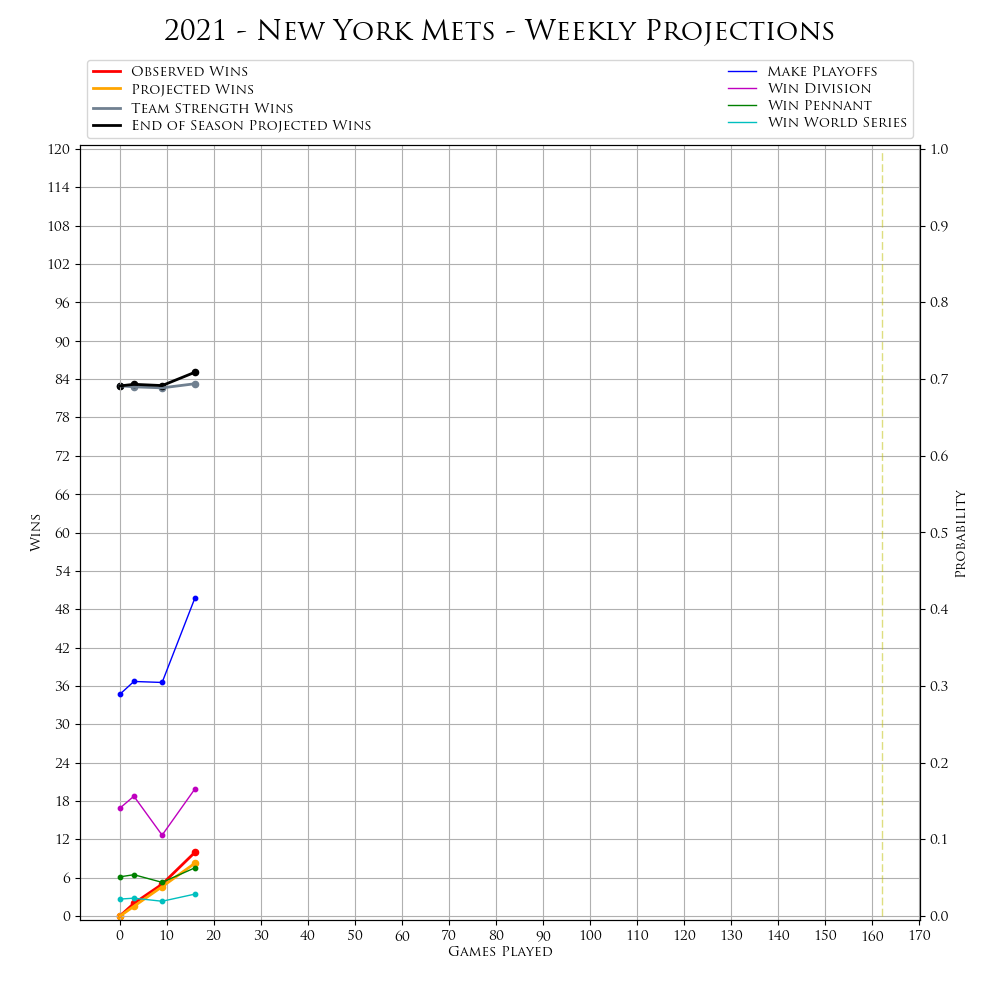 2021 - New York Mets - Weekly Projections
Observed Wins
Projected Wins
Team Strength Wins
End of Season Projected Wins
Make Playoffs
Win Division
Win Pennant
Win World Series
120
114
108
102
96
90
84
78
72
66
60
54
48
42
36
30
24
18
12
6
0
Wins
1.0
0.9
0.8
0.7
0.6
0.5
0.4
0.3
0.2
0.1
0.0
Probability
0 10 20 30 40 50 60 70 80 90 100 110 120 130 140 150 160 170
Games Played